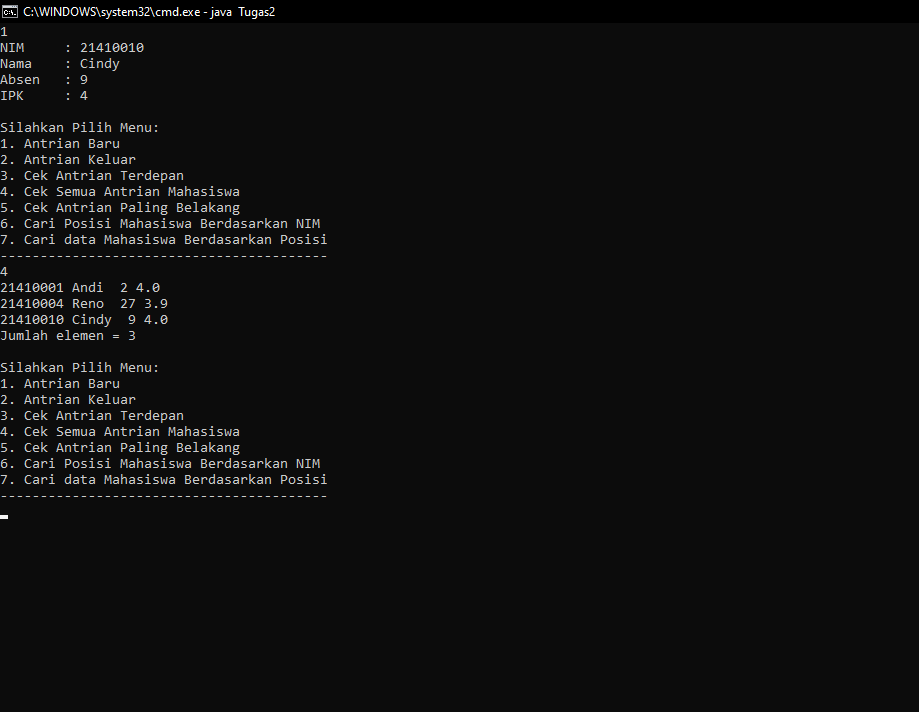 C:\WINDOWS\system32\cmd.exe - java  Tugas2
1
NIM     : 21410010
Nama    : Cindy
Absen   : 9
IPK     : 4

Silahkan Pilih Menu:
1. Antrian Baru
2. Antrian Keluar
3. Cek Antrian Terdepan
4. Cek Semua Antrian Mahasiswa
5. Cek Antrian Paling Belakang
6. Cari Posisi Mahasiswa Berdasarkan NIM
7. Cari data Mahasiswa Berdasarkan Posisi
-----------------------------------------
4
21410001 Andi  2 4.0
21410004 Reno  27 3.9
21410010 Cindy  9 4.0
Jumlah elemen = 3

Silahkan Pilih Menu:
1. Antrian Baru
2. Antrian Keluar
3. Cek Antrian Terdepan
4. Cek Semua Antrian Mahasiswa
5. Cek Antrian Paling Belakang
6. Cari Posisi Mahasiswa Berdasarkan NIM
7. Cari data Mahasiswa Berdasarkan Posisi
-----------------------------------------